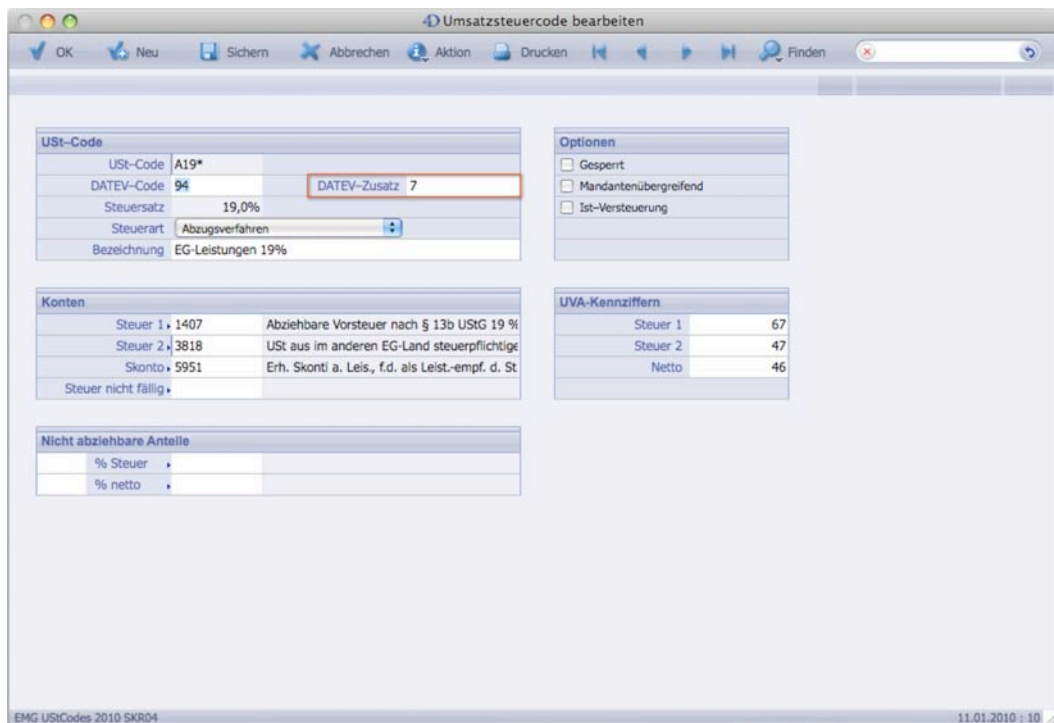 4D Umsatzsteuercode bearbeiten
OK Neu Sichern Abbrechen Aktion Drucken Finden
USt-Code
USt-Code A19*
DATEV-Code 94 DATEV-Zusatz 7
Steuersatz 19,0%
Steuerart Abzugsverfahren
Bezeichnung EG-Leistungen 19%
Optionen
Gesperrt
Mandantenübergreifend
Ist-Versteuerung
Konten
Steuer 1 1407 Abziehbare Vorsteuer nach § 13b UStG 19 %
Steuer 2 3818 USt aus im anderen EG-Land steuerpflichtige
Skonto 5951 Erh. Skonti a. Leis., f.d. als Leist.-empf. d. St
Steuer nicht fällig
UVA-Kennziffern
Steuer 1 67
Steuer 2 47
Netto 46
Nicht abziehbare Anteile
% Steuer
% netto
EMG UStCodes 2010 SKR04 11.01.2010 : 10